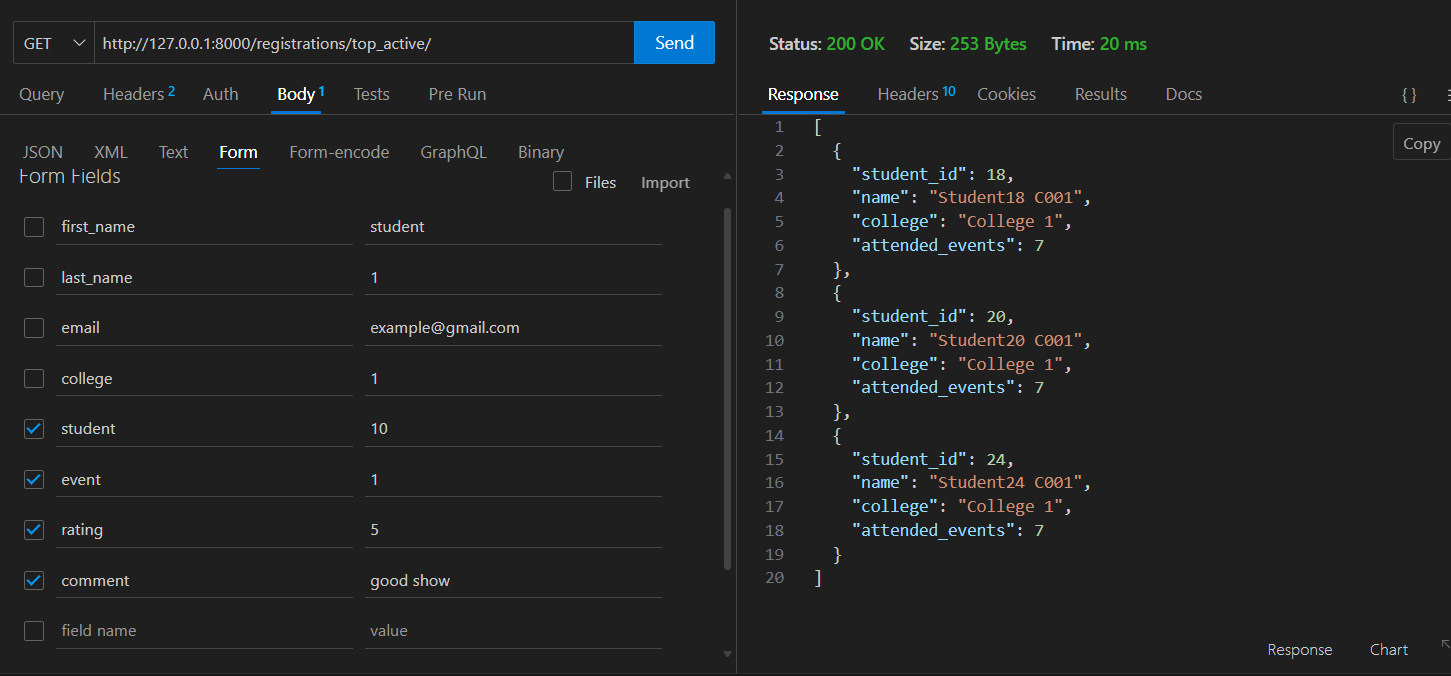 GET http://127.0.0.1:8000/registrations/top_active/ Send
Query Headers 2 Auth Body 1 Tests Pre Run
JSON XML Text Form Form-encode GraphQL Binary
Form Fields Files Import
first_name student
last_name 1
email example@gmail.com
college 1
student 10
event 1
rating 5
comment good show
field name value
Status: 200 OK Size: 253 Bytes Time: 20 ms
Response Headers 10 Cookies Results Docs { }
Copy
1 [
2 {
3 "student_id": 18,
4 "name": "Student18 C001",
5 "college": "College 1",
6 "attended_events": 7
7 },
8 {
9 "student_id": 20,
10 "name": "Student20 C001",
11 "college": "College 1",
12 "attended_events": 7
13 },
14 {
15 "student_id": 24,
16 "name": "Student24 C001",
17 "college": "College 1",
18 "attended_events": 7
19 }
20 ]
Response Chart